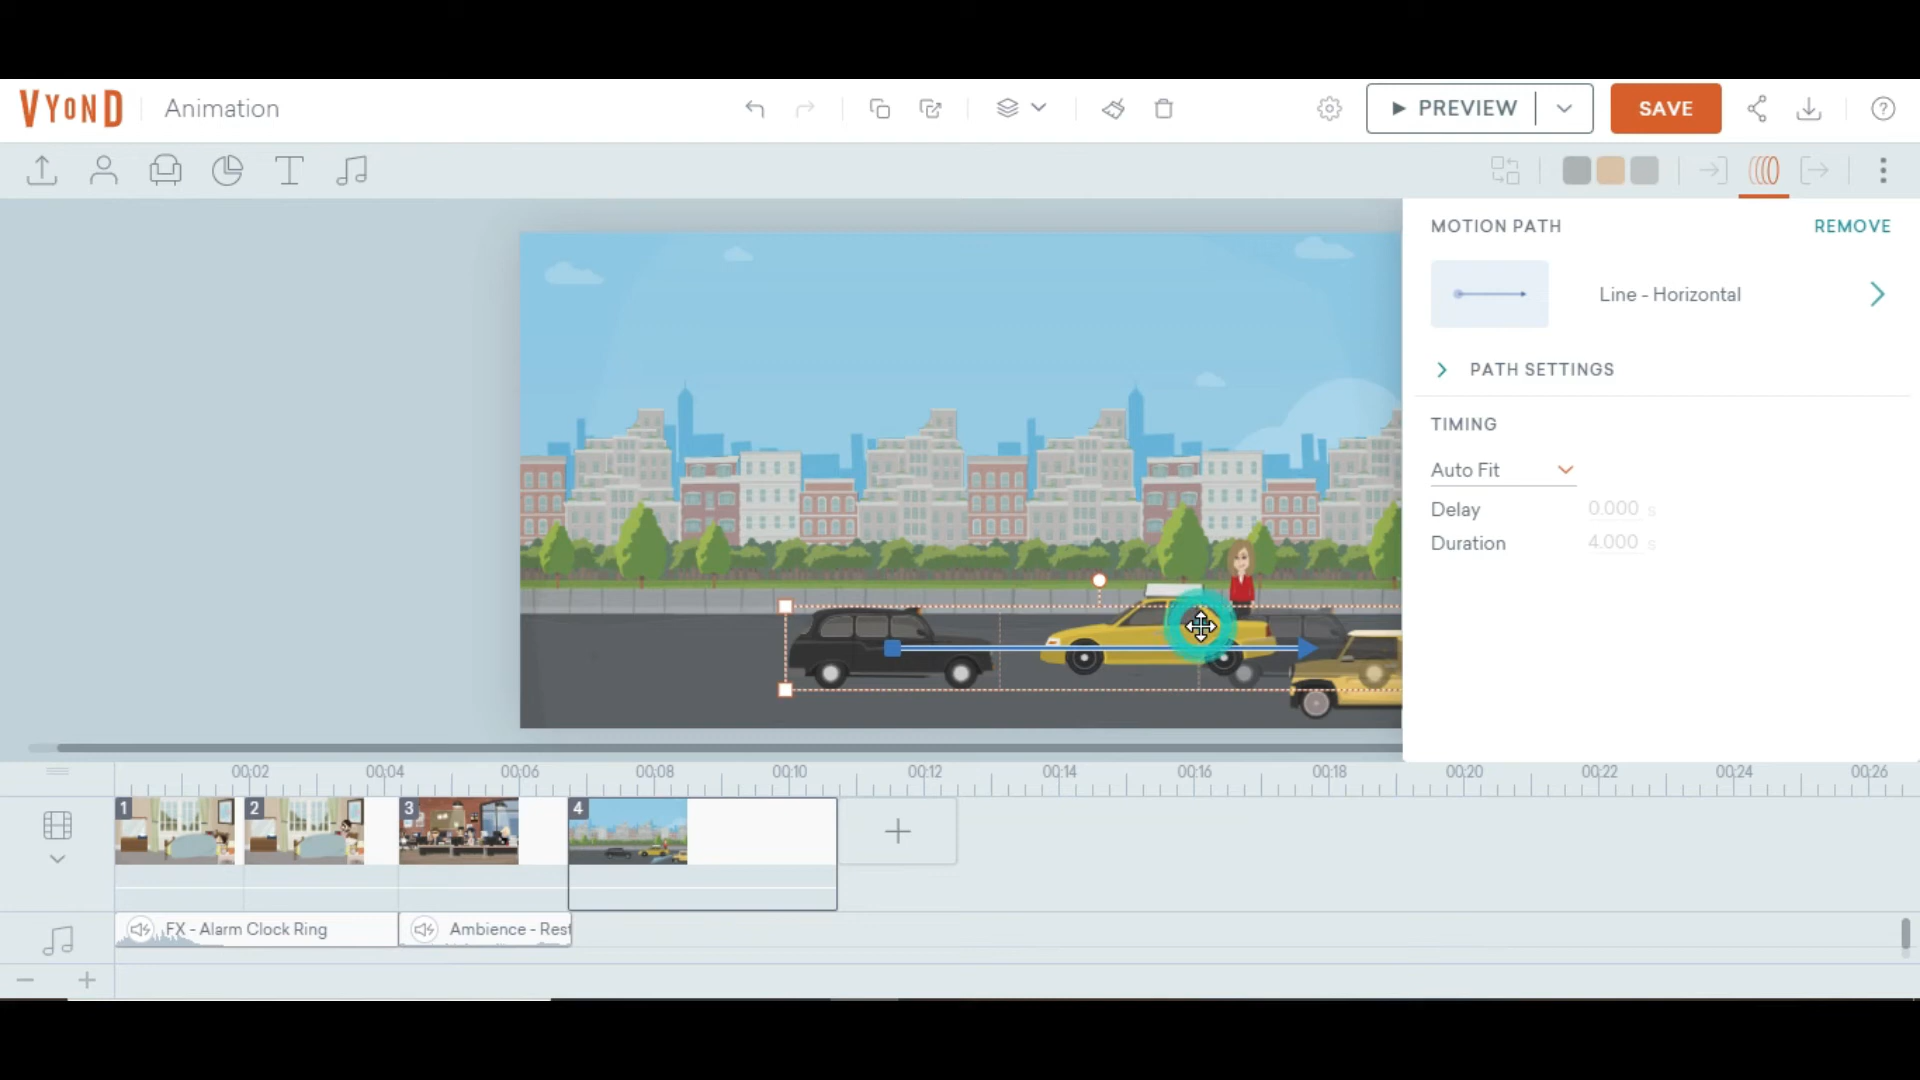 VYOND Animation PREVIEW SAVE
MOTION PATH REMOVE
Line - Horizontal
PATH SETTINGS
TIMING
Auto Fit
Delay 0.000 s
Duration 4.000 s
00:02 00:04 00:06 00:08 00:10 00:12 00:14 00:16 00:18 00:20 00:22 00:24 00:26
1 2 3 4
FX - Alarm Clock Ring Ambience - Rest